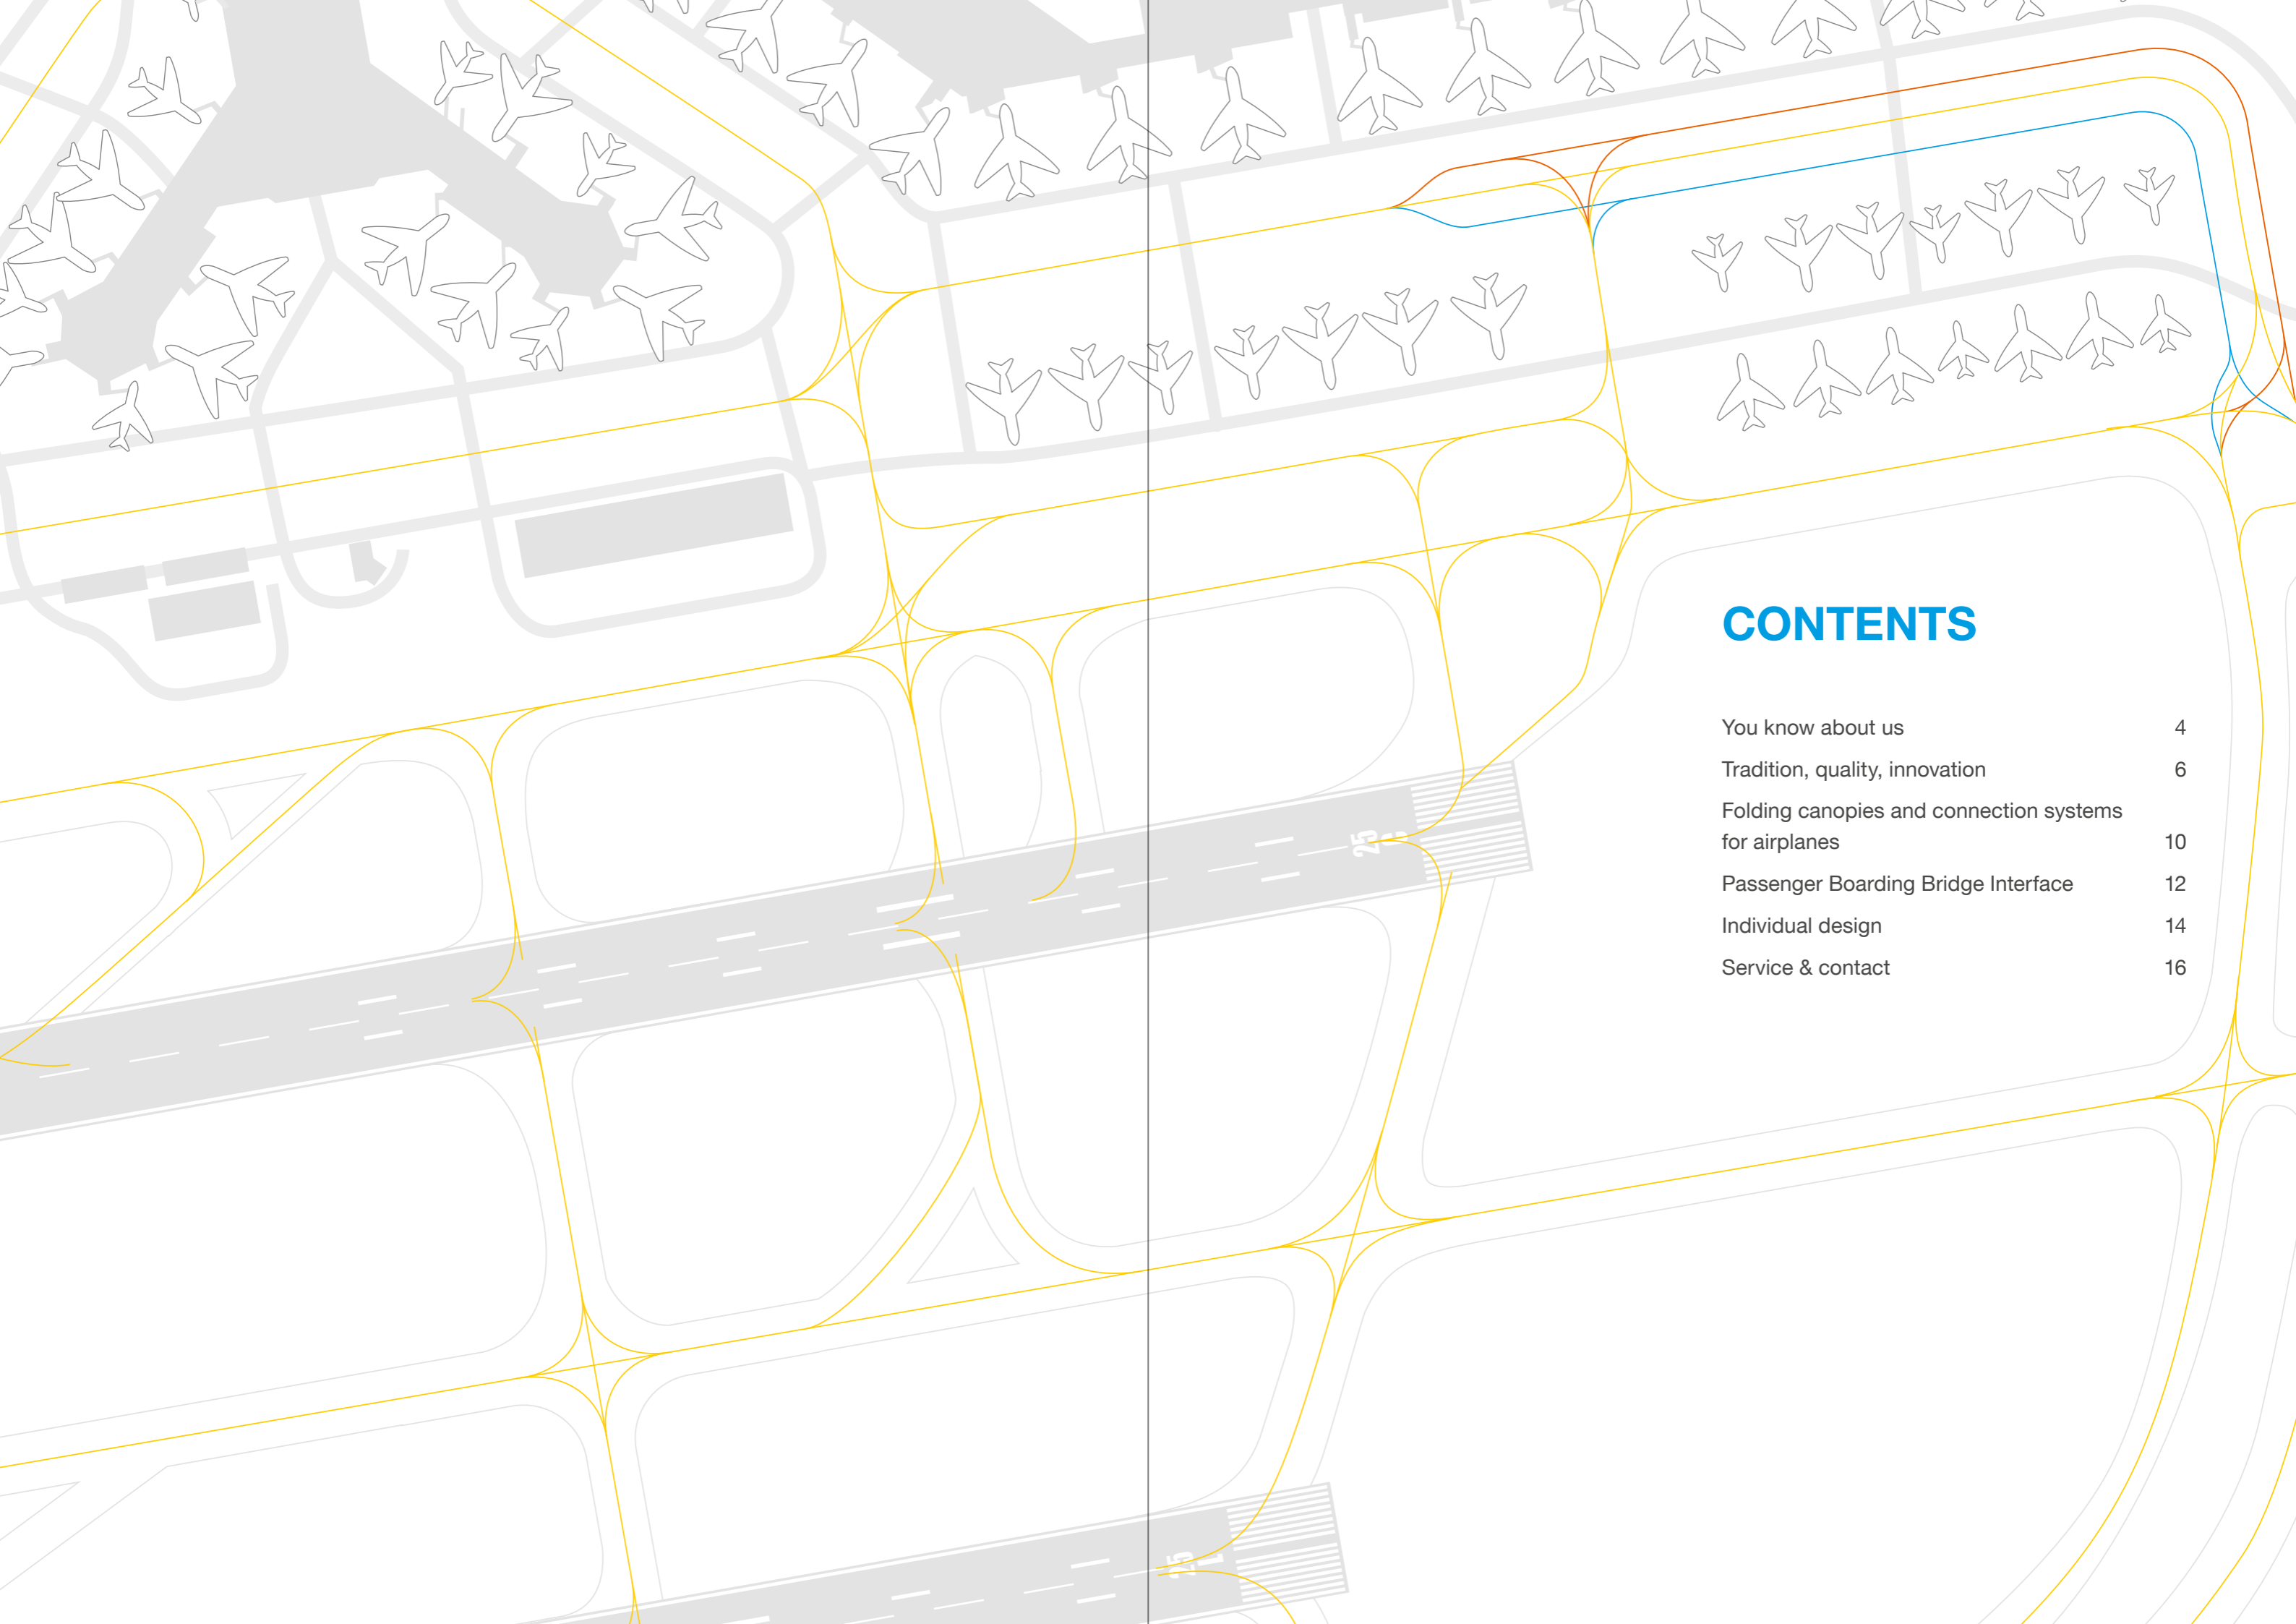 CONTENTS
You know about us 4
Tradition, quality, innovation 6
Folding canopies and connection systems
for airplanes 10
Passenger Boarding Bridge Interface 12
Individual design 14
Service & contact 16